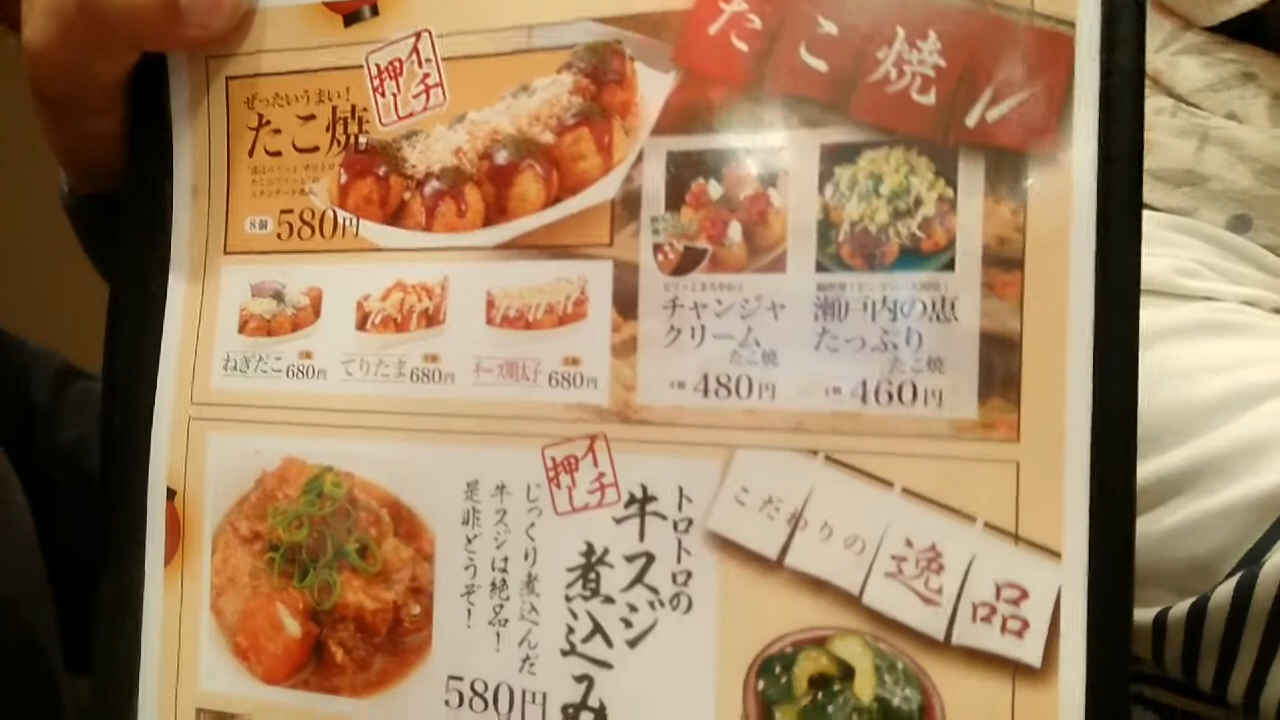 たこ焼
イチ
押し
ぜったいうまい!
たこ焼
8個 580円
ねぎだこ 680円
てりたま 680円
チーズ明太子 680円
チャンジャ
クリーム
たこ焼
480円
瀬戸内の恵
たっぷり
たこ焼
460円
イチ
押し
トロトロの
牛スジ
煮込み
じっくり煮込んだ
牛スジは絶品!
是非どうぞ!
580円
こだわりの
逸品